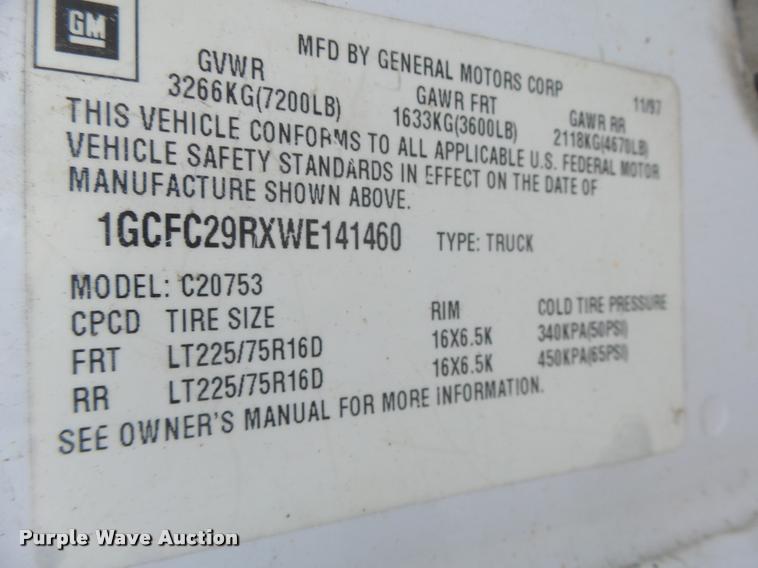 GM
MFD BY GENERAL MOTORS CORP 11/97
GVWR GAWR FRT GAWR RR
3266KG(7200LB) 1633KG(3600LB) 2118KG(4670LB)
THIS VEHICLE CONFORMS TO ALL APPLICABLE U.S. FEDERAL MOTOR
VEHICLE SAFETY STANDARDS IN EFFECT ON THE DATE OF
MANUFACTURE SHOWN ABOVE.
1GCFC29RXWE141460 TYPE: TRUCK
MODEL: C20753
CPCD TIRE SIZE RIM COLD TIRE PRESSURE
FRT LT225/75R16D 16X6.5K 340KPA(50PSI)
RR LT225/75R16D 16X6.5K 450KPA(65PSI)
SEE OWNER'S MANUAL FOR MORE INFORMATION.
Purple Wave Auction